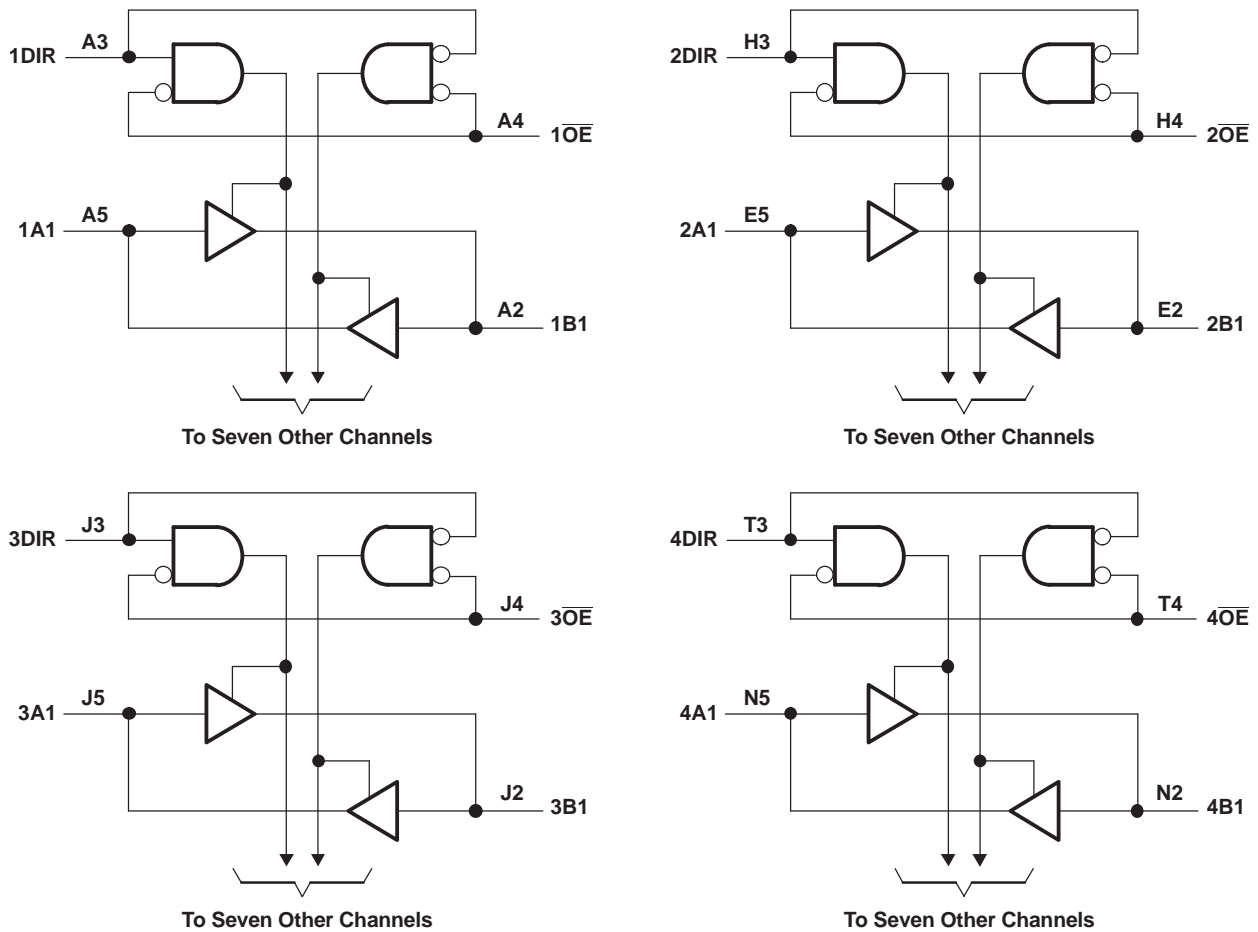 1DIR
A3
A4
1OE
1A1
A5
A2
1B1
To Seven Other Channels
2DIR
H3
H4
2OE
2A1
E5
E2
2B1
To Seven Other Channels
3DIR
J3
J4
3OE
3A1
J5
J2
3B1
To Seven Other Channels
4DIR
T3
T4
4OE
4A1
N5
N2
4B1
To Seven Other Channels